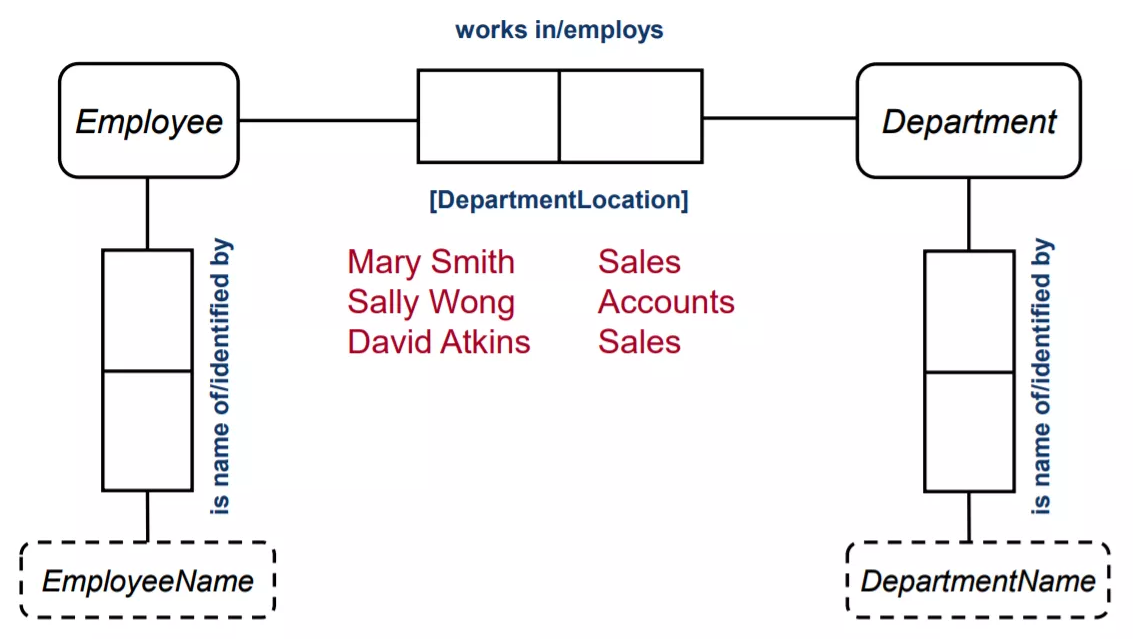 works in/employs
Employee
Department
[DepartmentLocation]
Mary Smith Sales
Sally Wong Accounts
David Atkins Sales
is name of/identified by
is name of/identified by
EmployeeName
DepartmentName